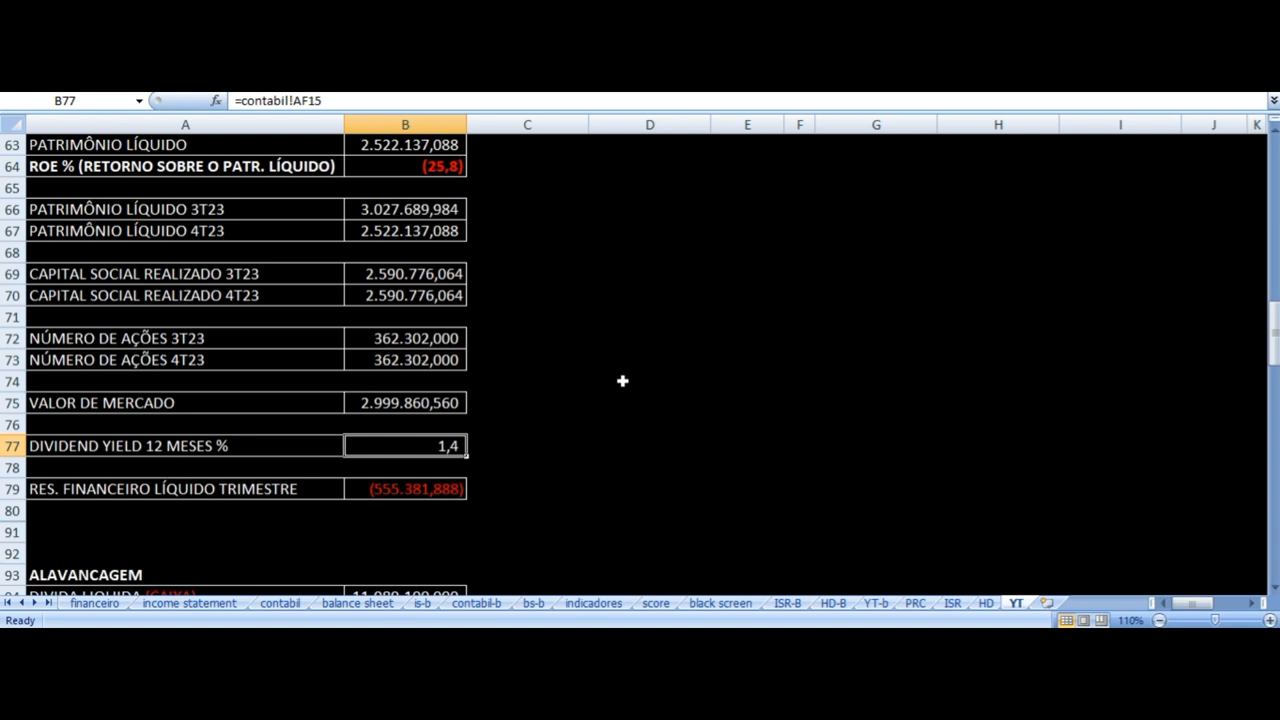 B77 fx =contabil!AF15
A B C D E F G H I J K
63 PATRIMÔNIO LÍQUIDO 2.522.137,088
64 ROE % (RETORNO SOBRE O PATR. LÍQUIDO) (25,8)
65
66 PATRIMÔNIO LÍQUIDO 3T23 3.027.689,984
67 PATRIMÔNIO LÍQUIDO 4T23 2.522.137,088
68
69 CAPITAL SOCIAL REALIZADO 3T23 2.590.776,064
70 CAPITAL SOCIAL REALIZADO 4T23 2.590.776,064
71
72 NÚMERO DE AÇÕES 3T23 362.302,000
73 NÚMERO DE AÇÕES 4T23 362.302,000
74
75 VALOR DE MERCADO 2.999.860,560
76
77 DIVIDEND YIELD 12 MESES % 1,4
78
79 RES. FINANCEIRO LÍQUIDO TRIMESTRE (555.381,888)
80
91
92
93 ALAVANCAGEM
financeiro income statement contabil balance sheet is-b contabil-b bs-b indicadores score black screen ISR-B HD-B YT-b PRC ISR HD YT
Ready 110%